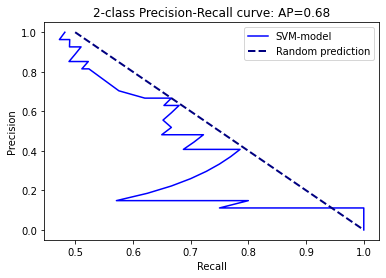 2-class Precision-Recall curve: AP=0.68
SVM-model
Random prediction
Precision
1.0
0.8
0.6
0.4
0.2
0.0
0.5
0.6
0.7
0.8
0.9
1.0
Recall